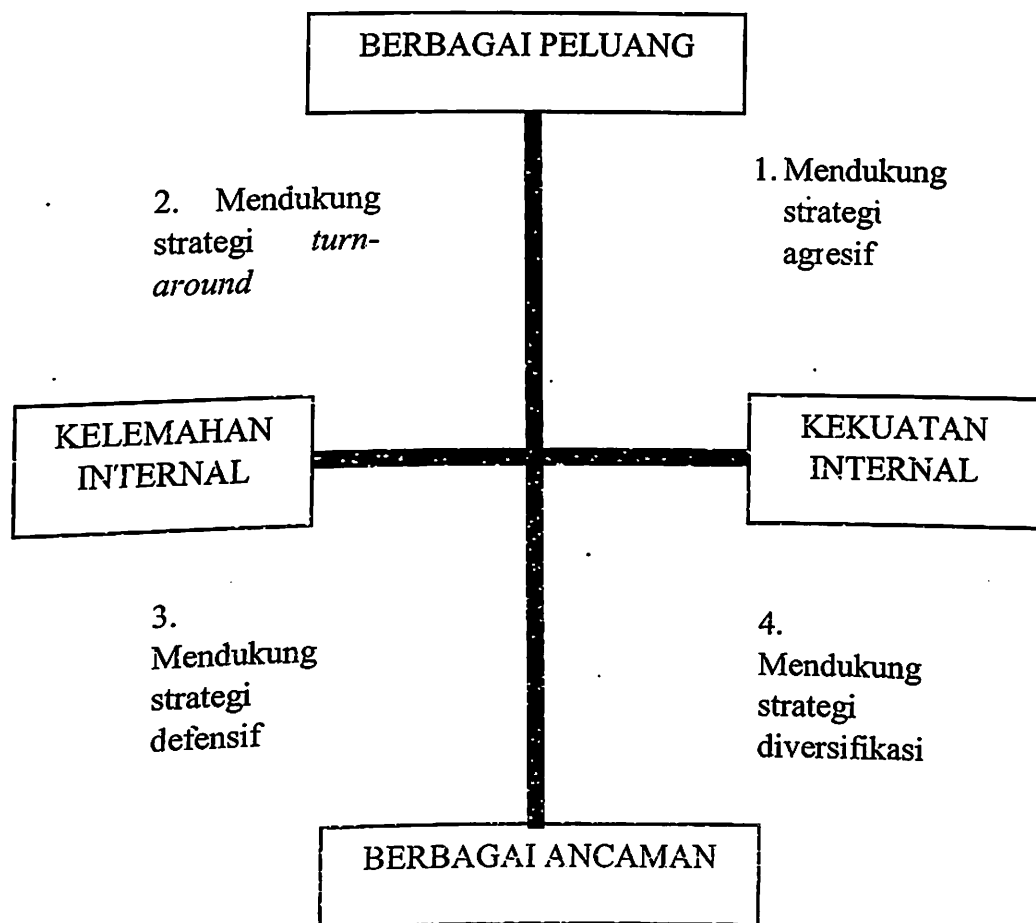 BERBAGAI PELUANG
2. Mendukung
strategi turn-
around
1. Mendukung
strategi
agresif
KELEMAHAN
INTERNAL
KEKUATAN
INTERNAL
3.
Mendukung
strategi
defensif
4.
Mendukung
strategi
diversifikasi
BERBAGAI ANCAMAN